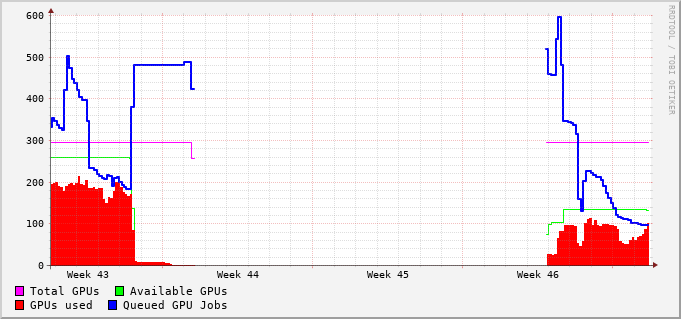 600
500
400
300
200
100
0
Week 43 Week 44 Week 45 Week 46
Total GPUs Available GPUs
GPUs used Queued GPU Jobs
RRDTOOL / TOBI OETIKER